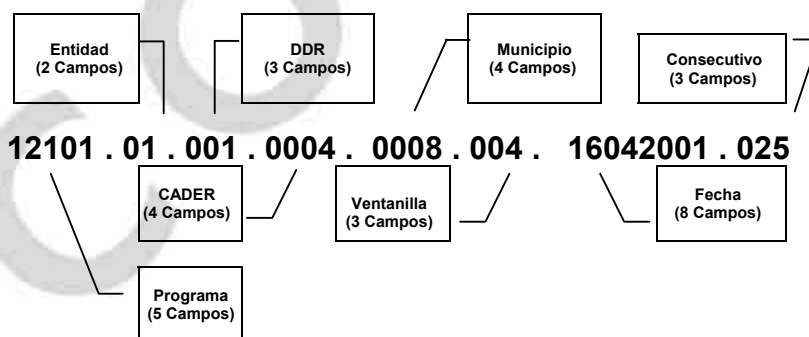 Entidad
(2 Campos)
DDR
(3 Campos)
Municipio
(4 Campos)
Consecutivo
(3 Campos)
12101 . 01 . 001 . 0004 . 0008 . 004 . 16042001 . 025
CADER
(4 Campos)
Ventanilla
(3 Campos)
Fecha
(8 Campos)
Programa
(5 Campos)